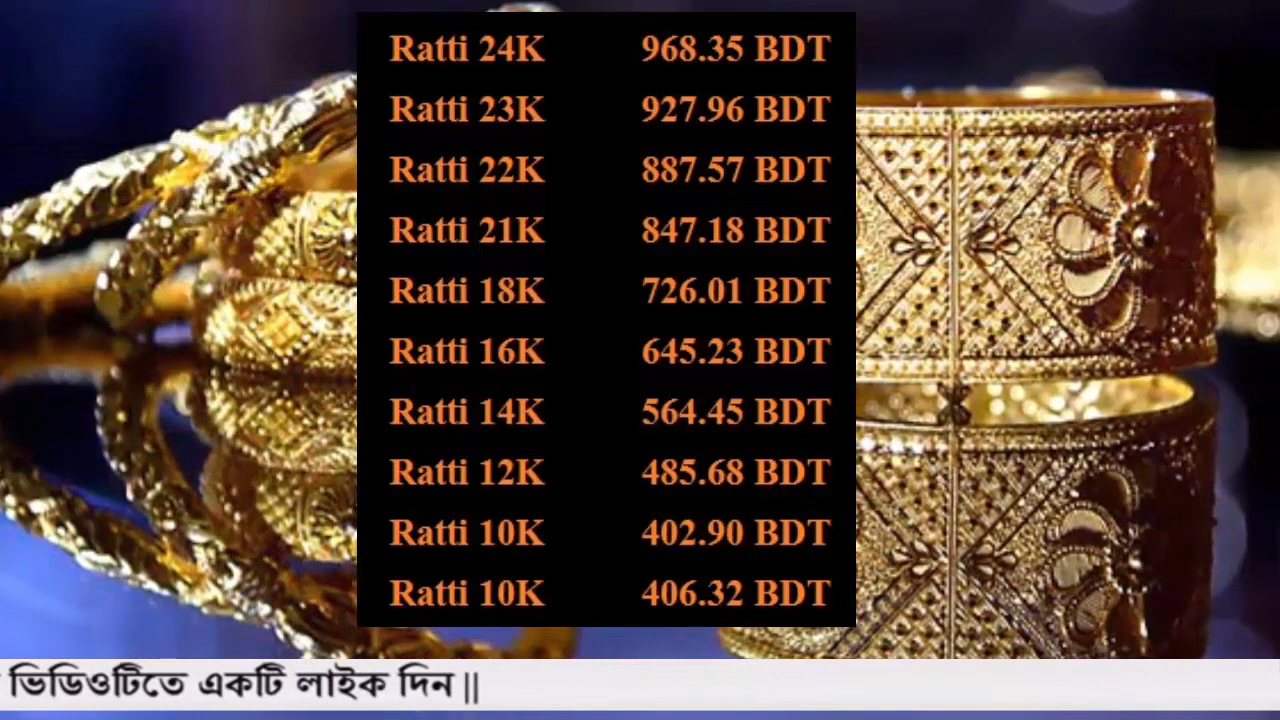 Ratti 24K 968.35 BDT
Ratti 23K 927.96 BDT
Ratti 22K 887.57 BDT
Ratti 21K 847.18 BDT
Ratti 18K 726.01 BDT
Ratti 16K 645.23 BDT
Ratti 14K 564.45 BDT
Ratti 12K 485.68 BDT
Ratti 10K 402.90 BDT
Ratti 10K 406.32 BDT
ভিডিওটিতে একটি লাইক দিন ||